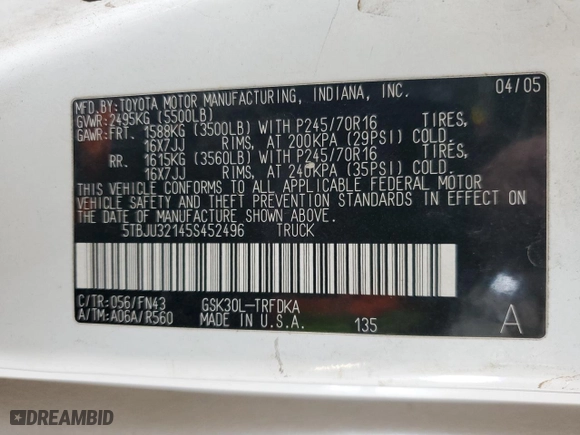 MFD.BY:TOYOTA MOTOR MANUFACTURING, INDIANA, INC. 04/05
GVWR: 2495KG (5500LB)
GAWR:FRT. 1588KG (3500LB) WITH P245/70R16 TIRES,
16X7JJ RIMS, AT 200KPA (29PSI) COLD.
RR. 1615KG (3560LB) WITH P245/70R16 TIRES,
16X7JJ RIMS, AT 240KPA (35PSI) COLD.
THIS VEHICLE CONFORMS TO ALL APPLICABLE FEDERAL MOTOR
VEHICLE SAFETY AND THEFT PREVENTION STANDARDS IN EFFECT ON
THE DATE OF MANUFACTURE SHOWN ABOVE.
5TBJU32145S452496 TRUCK
C/TR: 056/FN43 GSK30L-TRFDKA
A/TM: A06A/R560 MADE IN U.S.A. 135 A
DREAMBID